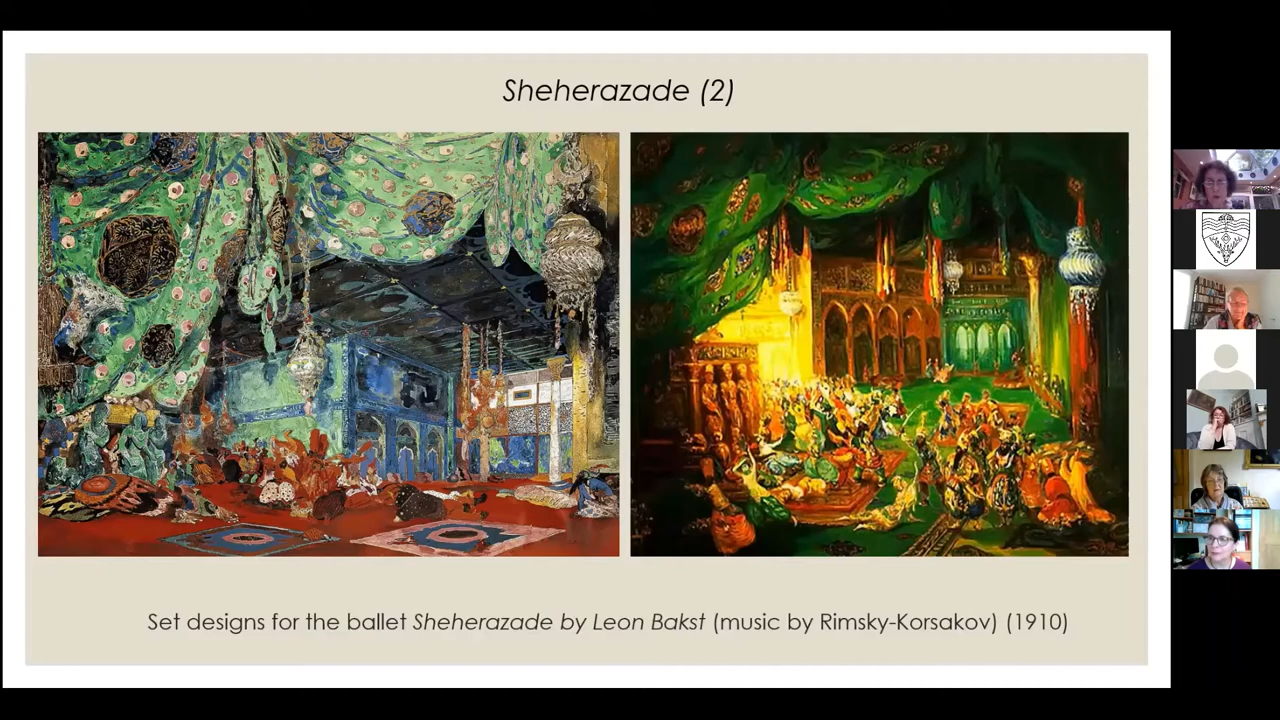 Sheherazade (2)
Set designs for the ballet Sheherazade by Leon Bakst (music by Rimsky-Korsakov) (1910)